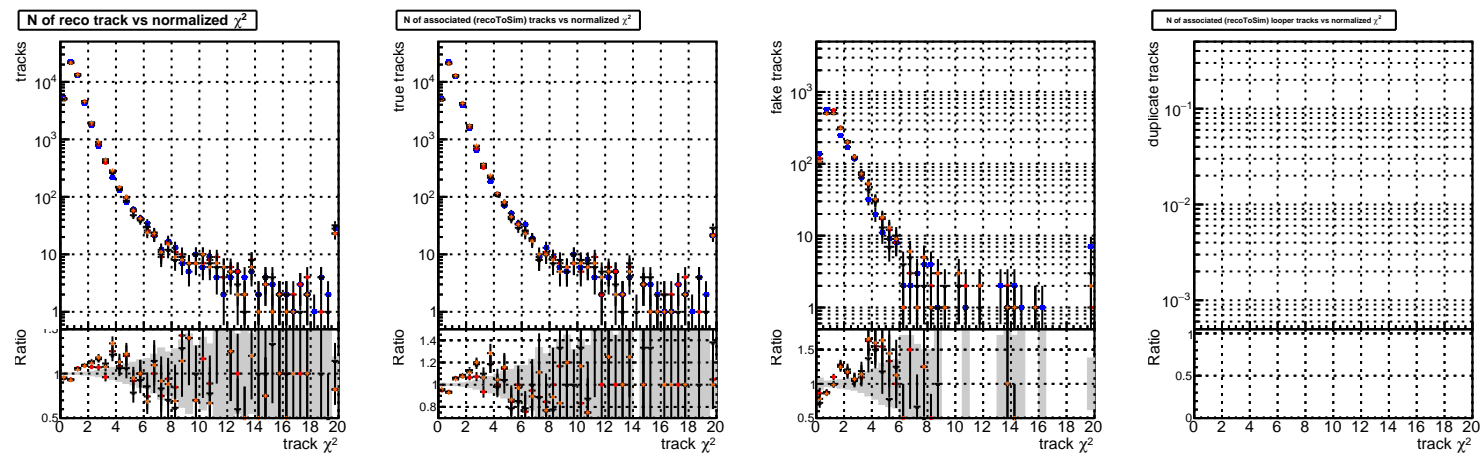 N of reco track vs normalized χ²
tracks
10⁴
10³
10²
10
1
Ratio
1
0.5
0 2 4 6 8 10 12 14 16 18 20
track χ²
N of associated (recoToSim) tracks vs normalized χ²
true tracks
10⁴
10³
10²
10
1
Ratio
1.4
1.2
1
0.8
0 2 4 6 8 10 12 14 16 18 20
track χ²
fake tracks
10³
10²
10
1
Ratio
1.5
1
0.5
0 2 4 6 8 10 12 14 16 18 20
track χ²
N of associated (recoToSim) looper tracks vs normalized χ²
duplicate tracks
10⁻¹
10⁻²
10⁻³
Ratio
1
0.5
0
0 2 4 6 8 10 12 14 16 18 20
track χ²